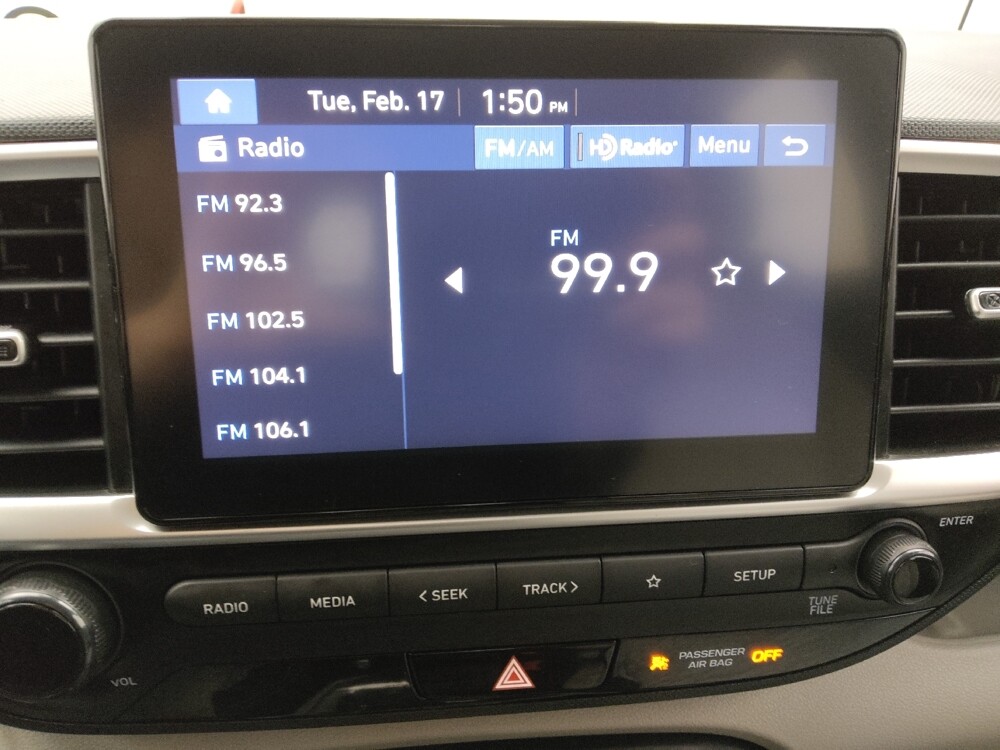 Tue, Feb. 17 1:50 PM
Radio FM/AM HD Radio Menu
FM 92.3
FM 96.5
FM 102.5
FM 104.1
FM 106.1
FM
99.9
ENTER
RADIO MEDIA < SEEK TRACK > SETUP
TUNE
FILE
VOL
PASSENGER
AIR BAG OFF